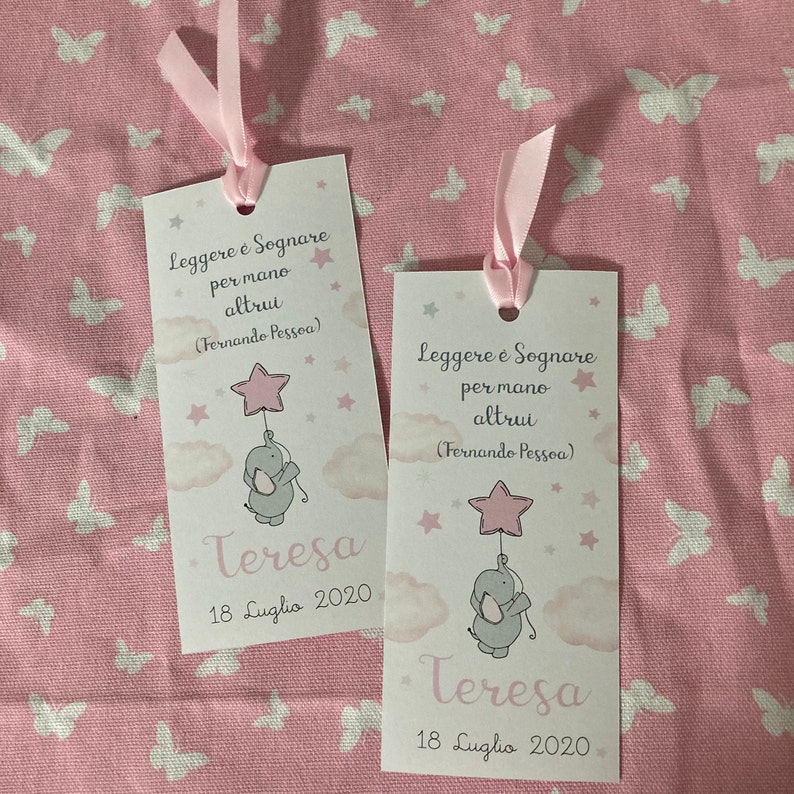 Leggere è Sognare
per mano
altrui
(Fernando Pessoa)
Teresa
18 Luglio 2020
Leggere è Sognare
per mano
altrui
(Fernando Pessoa)
Teresa
18 Luglio 2020